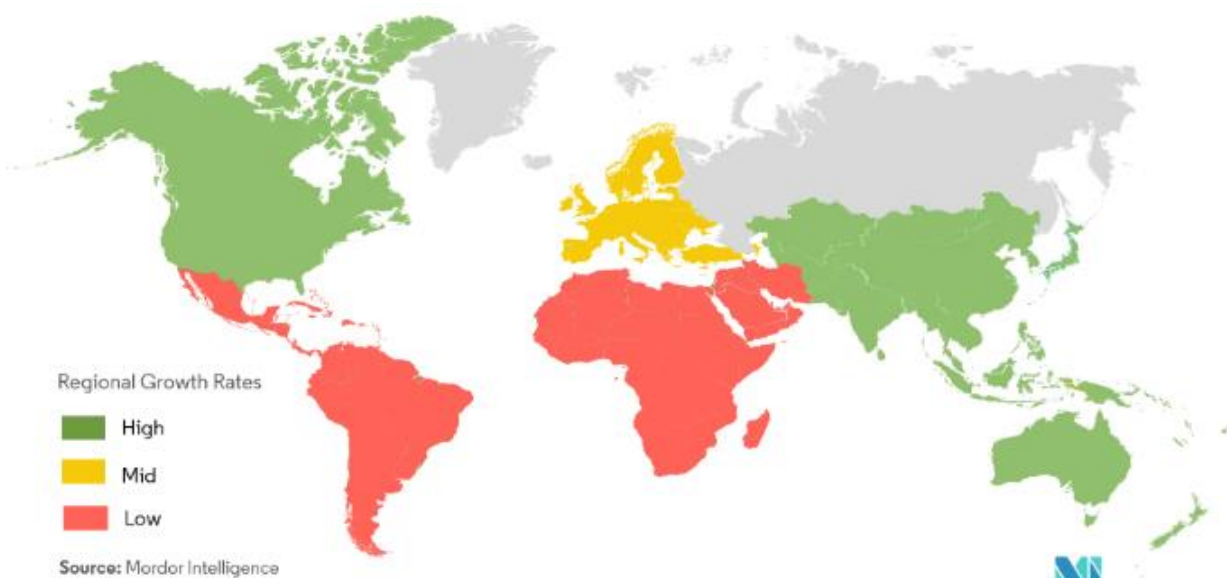 Regional Growth Rates
High
Mid
Low
Source: Mordor Intelligence